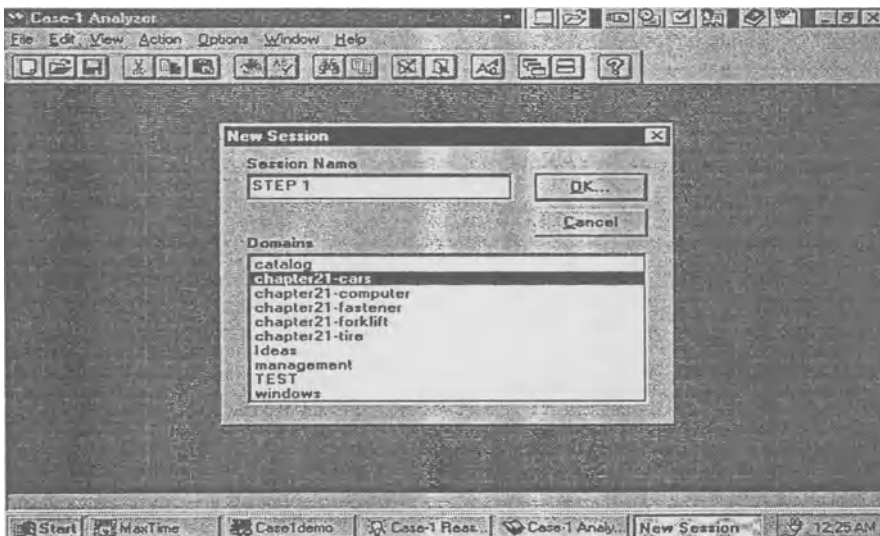 Case-1 Analyzer
File Edit View Action Options Window Help
New Session
Session Name
STEP 1
OK...
Cancel
Domains
catalog
chapter21-cars
chapter21-computer
chapter21-fastener
chapter21-forklift
chapter21-tire
Ideas
management
TEST
windows
Start MaxTime Case1demo Case-1 Reas... Case-1 Analy... New Session 12:25 AM